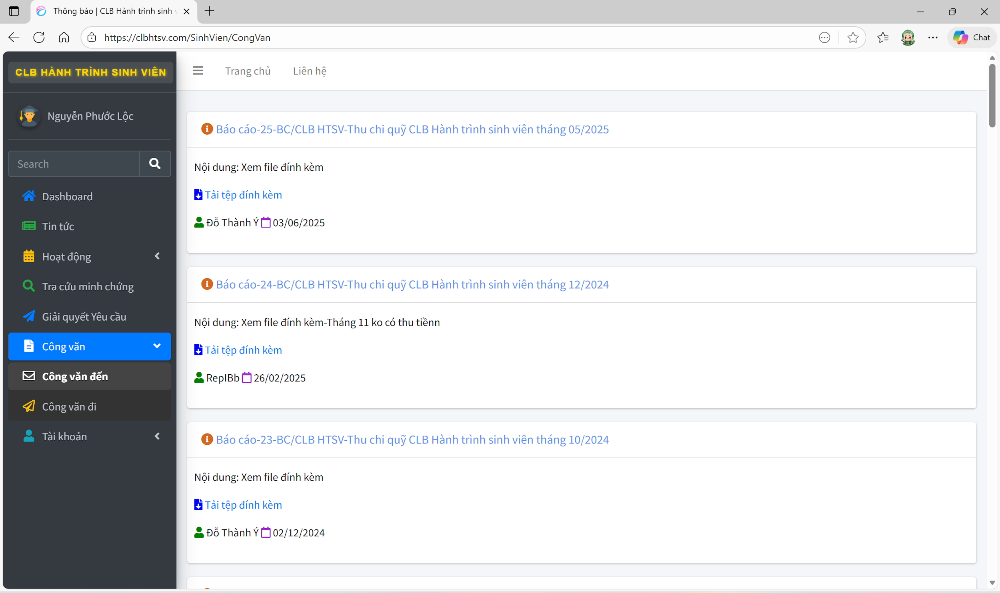 Thông báo | CLB Hành trình sinh
https://clbhtsv.com/SinhVien/CongVan
Chat
CLB HÀNH TRÌNH SINH VIÊN
Nguyễn Phước Lộc
Search
Dashboard
Tin tức
Hoạt động
Tra cứu minh chứng
Giải quyết Yêu cầu
Công văn
Công văn đến
Công văn đi
Tài khoản
Trang chủ Liên hệ
Báo cáo-25-BC/CLB HTSV-Thu chi quỹ CLB Hành trình sinh viên tháng 05/2025
Nội dung: Xem file đính kèm
Tải tệp đính kèm
Đỗ Thành Ý 03/06/2025
Báo cáo-24-BC/CLB HTSV-Thu chi quỹ CLB Hành trình sinh viên tháng 12/2024
Nội dung: Xem file đính kèm-Tháng 11 ko có thu tiềnn
Tải tệp đính kèm
RepIBb 26/02/2025
Báo cáo-23-BC/CLB HTSV-Thu chi quỹ CLB Hành trình sinh viên tháng 10/2024
Nội dung: Xem file đính kèm
Tải tệp đính kèm
Đỗ Thành Ý 02/12/2024